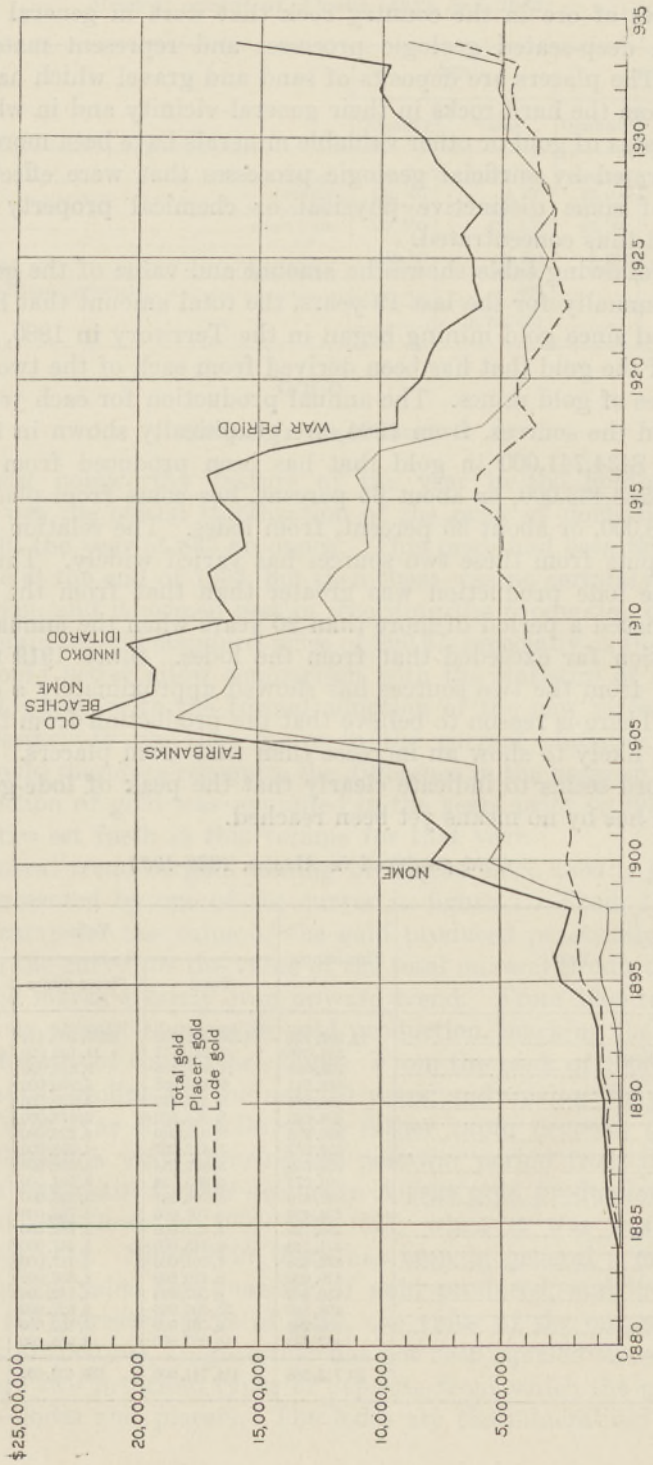 $25,000,000
20,000,000
15,000,000
10,000,000
5,000,000
0
Total gold
Placer gold
Lode gold
NOME
FAIRBANKS
OLD
BEACHES
NOME
INNOKO
IDITAROD
WAR PERIOD
1880
1885
1890
1895
1900
1905
1910
1915
1920
1925
1930
1935